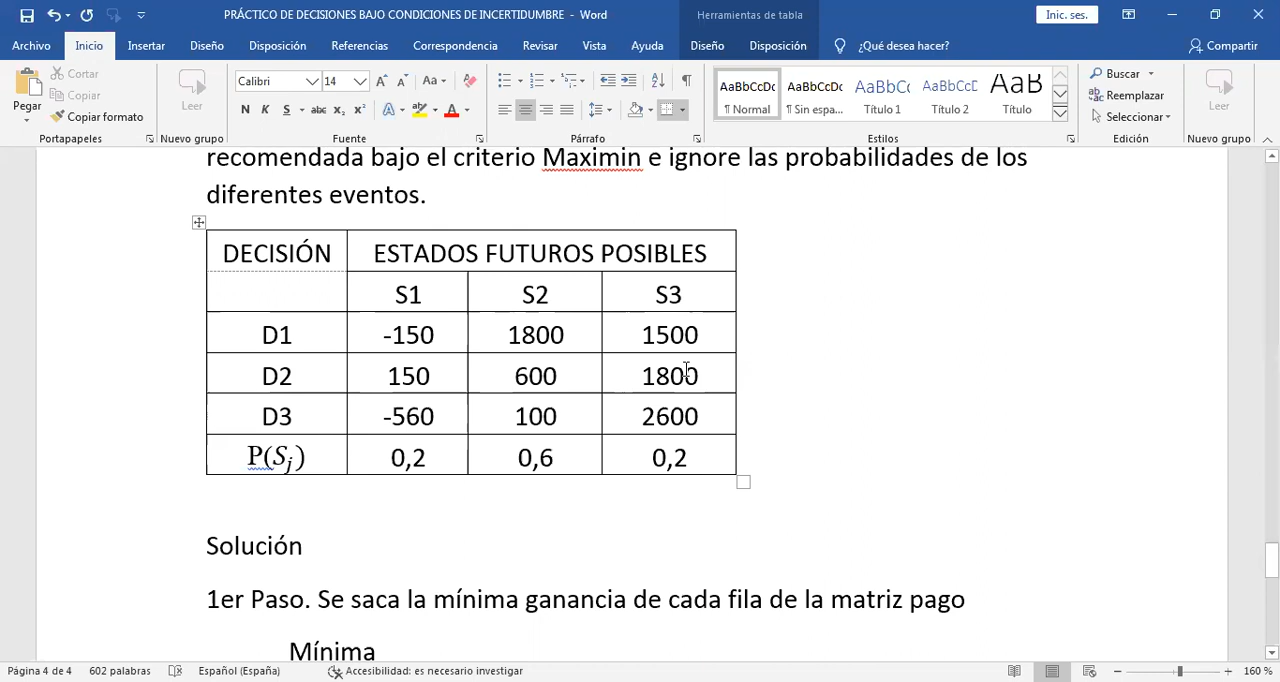 PRÁCTICO DE DECISIONES BAJO CONDICIONES DE INCERTIDUMBRE - Word
Herramientas de tabla
Inic. ses.
Archivo Inicio Insertar Diseño Disposición Referencias Correspondencia Revisar Vista Ayuda Diseño Disposición ¿Qué desea hacer? Compartir
Pegar
Cortar
Copiar
Copiar formato
Portapapeles
Leer
Nuevo grupo
Calibri 14 A A Aa
N K S abc x₂ x² A A
Fuente
Párrafo
AaBbCcDc AaBbCcDc AaBbCc AaBbCcD AaB
¶ Normal ¶ Sin espa... Título 1 Título 2 Título
Estilos
Buscar
Reemplazar
Seleccionar
Edición
Leer
Nuevo grupo
recomendada bajo el criterio Maximin e ignore las probabilidades de los
diferentes eventos.
DECISIÓN ESTADOS FUTUROS POSIBLES
S1 S2 S3
D1 -150 1800 1500
D2 150 600 1800
D3 -560 100 2600
P(Sj) 0,2 0,6 0,2
Solución
1er Paso. Se saca la mínima ganancia de cada fila de la matriz pago
Mínima
Página 4 de 4 602 palabras Español (España) Accesibilidad: es necesario investigar 160 %